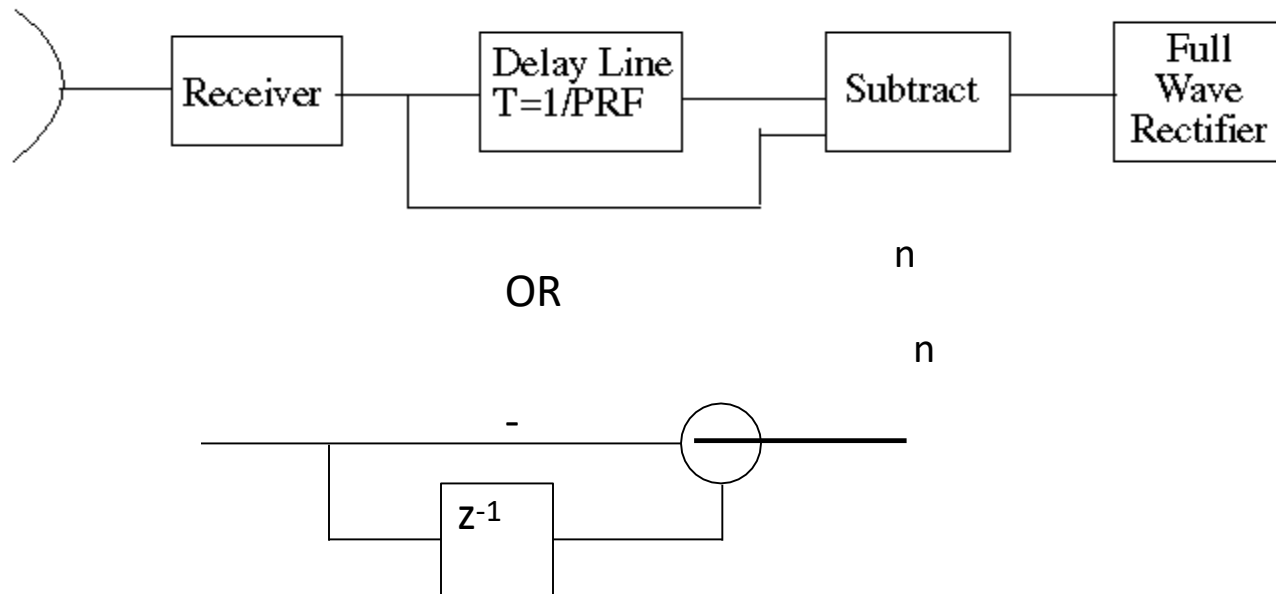 Receiver
Delay Line
T=1/PRF
Subtract
Full
Wave
Rectifier
n
OR
n
-
z-1